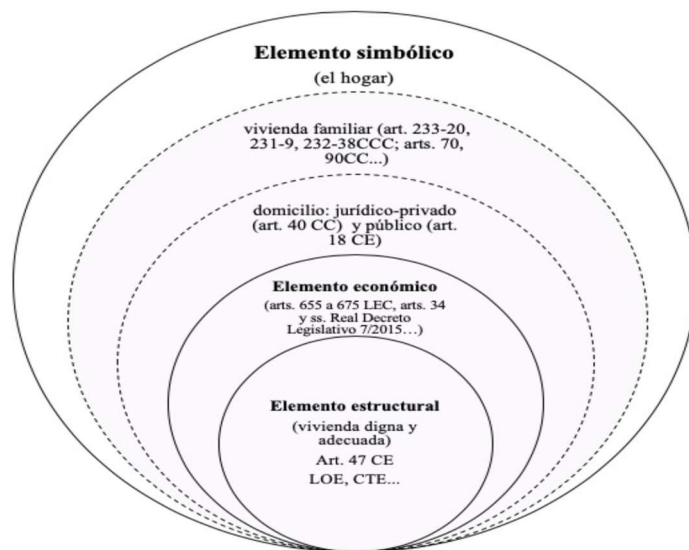 Elemento simbólico
(el hogar)
vivienda familiar (art. 233-20,
231-9, 232-38CCC; arts. 70,
90CC...)
domicilio: jurídico-privado
(art. 40 CC) y público (art.
18 CE)
Elemento económico
(arts. 655 a 675 LEC, arts. 34
y ss. Real Decreto
Legislativo 7/2015…)
Elemento estructural
(vivienda digna y
adecuada)
Art. 47 CE
LOE, CTE...